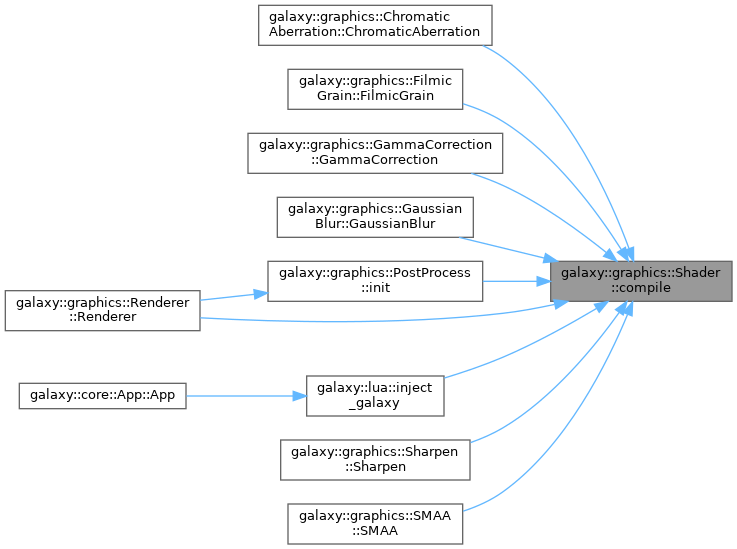 galaxy::graphics::Chromatic
Aberration::ChromaticAberration
galaxy::graphics::Filmic
Grain::FilmicGrain
galaxy::graphics::GammaCorrection
::GammaCorrection
galaxy::graphics::Gaussian
Blur::GaussianBlur
galaxy::graphics::PostProcess
::init
galaxy::graphics::Shader
::compile
galaxy::graphics::Renderer
::Renderer
galaxy::lua::inject
_galaxy
galaxy::core::App::App
galaxy::graphics::Sharpen
::Sharpen
galaxy::graphics::SMAA
::SMAA